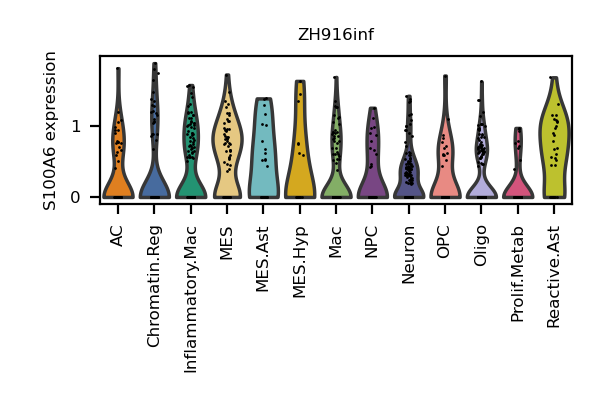 ZH916inf
S100A6 expression
1
0
AC
Chromatin.Reg
Inflammatory.Mac
MES
MES.Ast
MES.Hyp
Mac
NPC
Neuron
OPC
Oligo
Prolif.Metab
Reactive.Ast